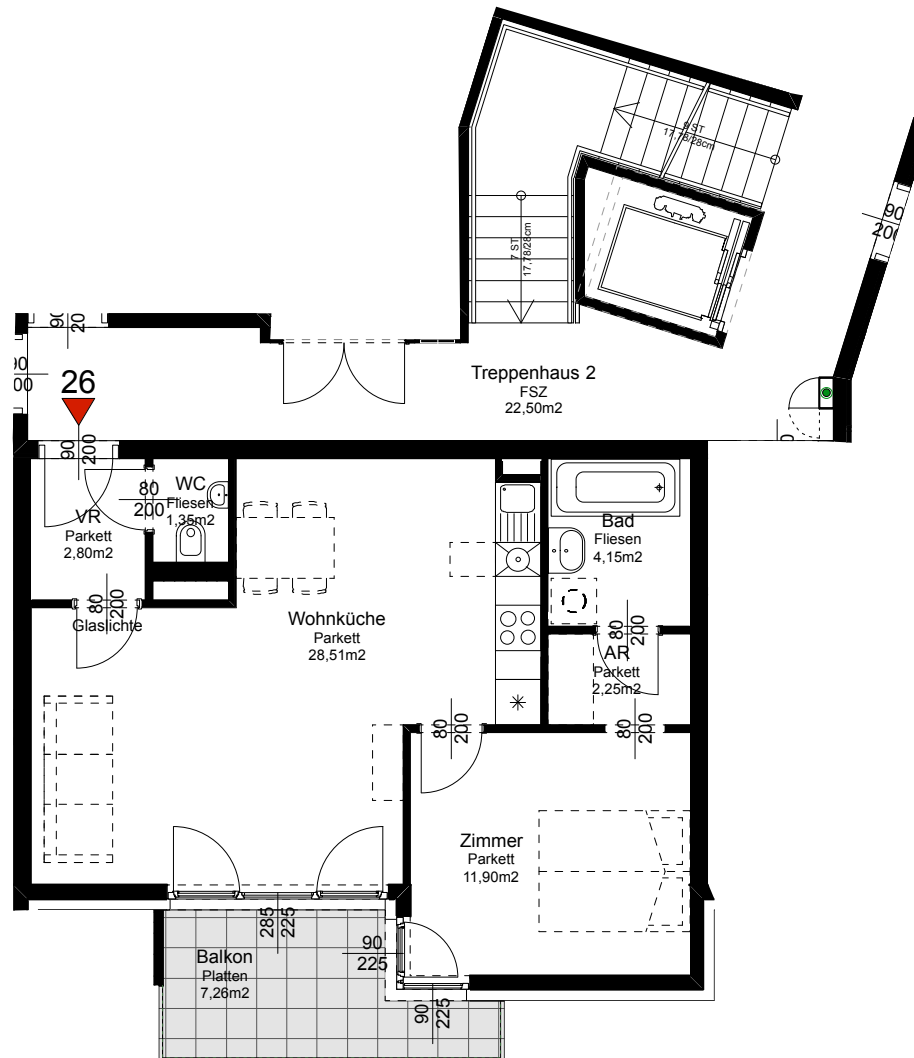 9 ST
17,78/28cm
7 ST
17,78/28cm
90
200
90
20
90
00
26
Treppenhaus 2
FSZ
22,50m2
90
200
80
200
WC
Fliesen
1,35m2
VR
Parkett
2,80m2
Bad
Fliesen
4,15m2
80
200
Glaslichte
Wohnküche
Parkett
28,51m2
80
200
AR
Parkett
2,25m2
80
200
80
200
Zimmer
Parkett
11,90m2
285
225
90
225
Balkon
Platten
7,26m2
90
225